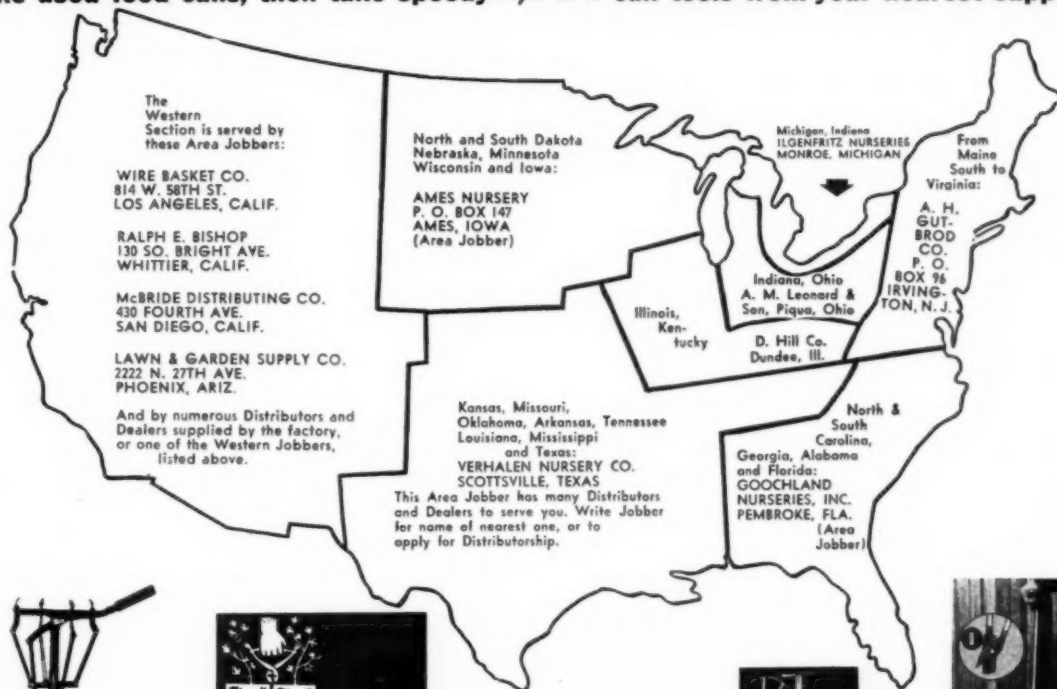 The
Western
Section is served by
these Area Jobbers:
WIRE BASKET CO.
814 W. 58TH ST.
LOS ANGELES, CALIF.
RALPH E. BISHOP
130 SO. BRIGHT AVE.
WHITTIER, CALIF.
McBRIDE DISTRIBUTING CO.
430 FOURTH AVE.
SAN DIEGO, CALIF.
LAWN & GARDEN SUPPLY CO.
2222 N. 27TH AVE.
PHOENIX, ARIZ.
And by numerous Distributors and
Dealers supplied by the factory,
or one of the Western Jobbers,
listed above.
North and South Dakota
Nebraska, Minnesota
Wisconsin and Iowa:
AMES NURSERY
P. O. BOX 147
AMES, IOWA
(Area Jobber)
Michigan, Indiana
ILGENFRITZ NURSERIES
MONROE, MICHIGAN
From
Maine
South to
Virginia:
A. H.
GUT-
BROD
CO.
P. O.
BOX 96
IRVING-
TON, N. J.
Indiana, Ohio
A. M. Leonard &
Son, Piqua, Ohio
Illinois,
Ken-
tucky
D. Hill Co.
Dundee, Ill.
Kansas, Missouri,
Oklahoma, Arkansas, Tennessee
Louisiana, Mississippi
and Texas:
VERHALEN NURSERY CO.
SCOTTSVILLE, TEXAS
This Area Jobber has many Distributors
and Dealers to serve you. Write Jobber
for name of nearest one, or to
apply for Distributorship.
North &
South
Carolina,
Georgia, Alabama
and Florida:
GOOCHLAND
NURSERIES, INC.
PEMBROKE, FLA.
(Area
Jobber)
1